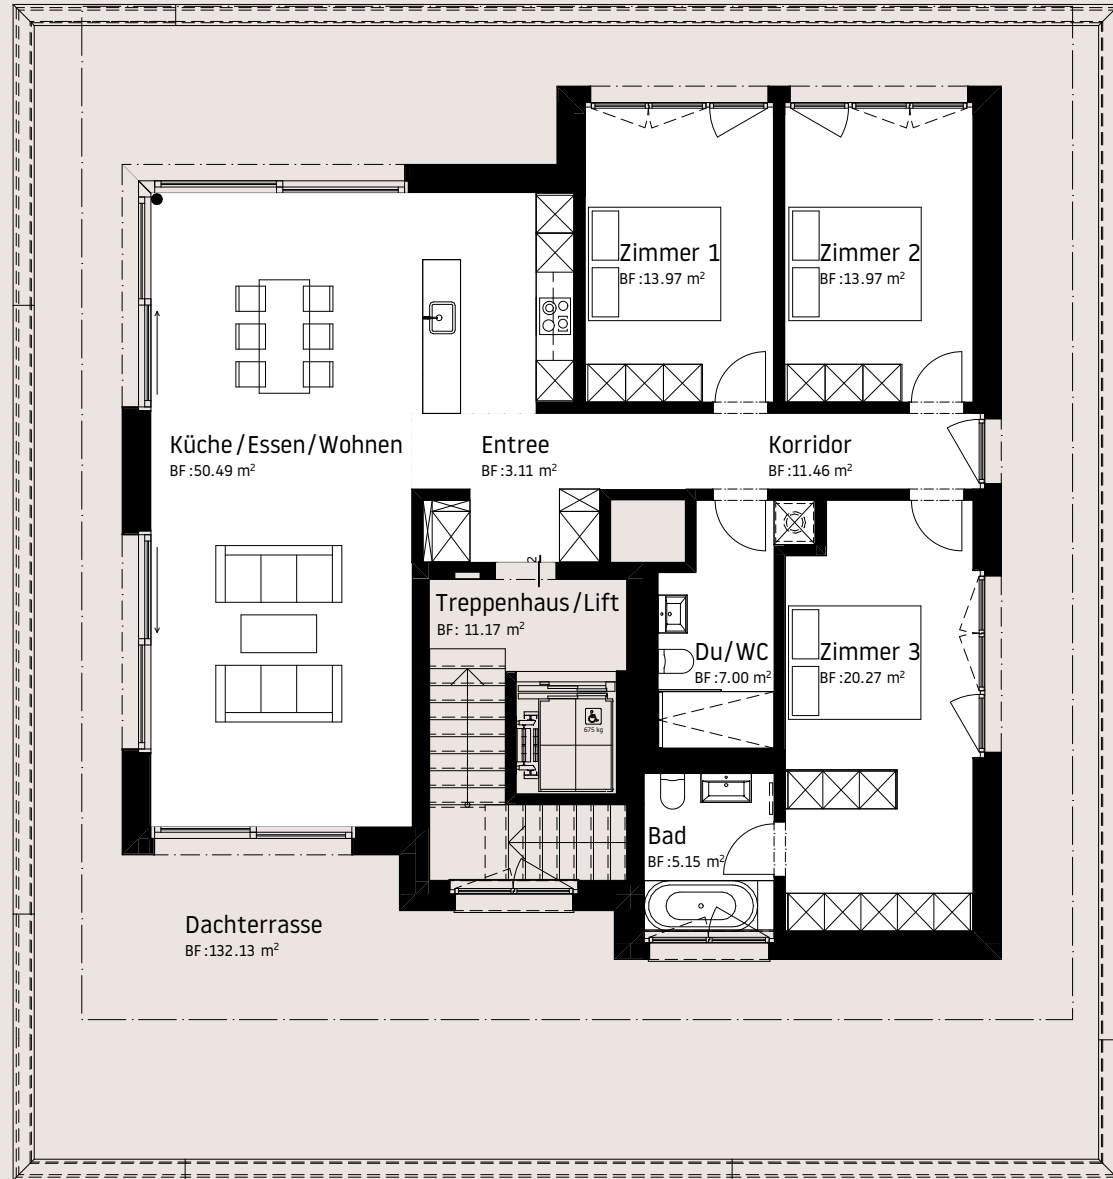 Zimmer 1
BF :13.97 m²
Zimmer 2
BF :13.97 m²
Küche/Essen/Wohnen
BF :50.49 m²
Entree
BF :3.11 m²
Korridor
BF :11.46 m²
2
Treppenhaus/Lift
BF: 11.17 m²
Du/WC
BF :7.00 m²
Zimmer 3
BF :20.27 m²
675 kg
Bad
BF :5.15 m²
Dachterrasse
BF :132.13 m²